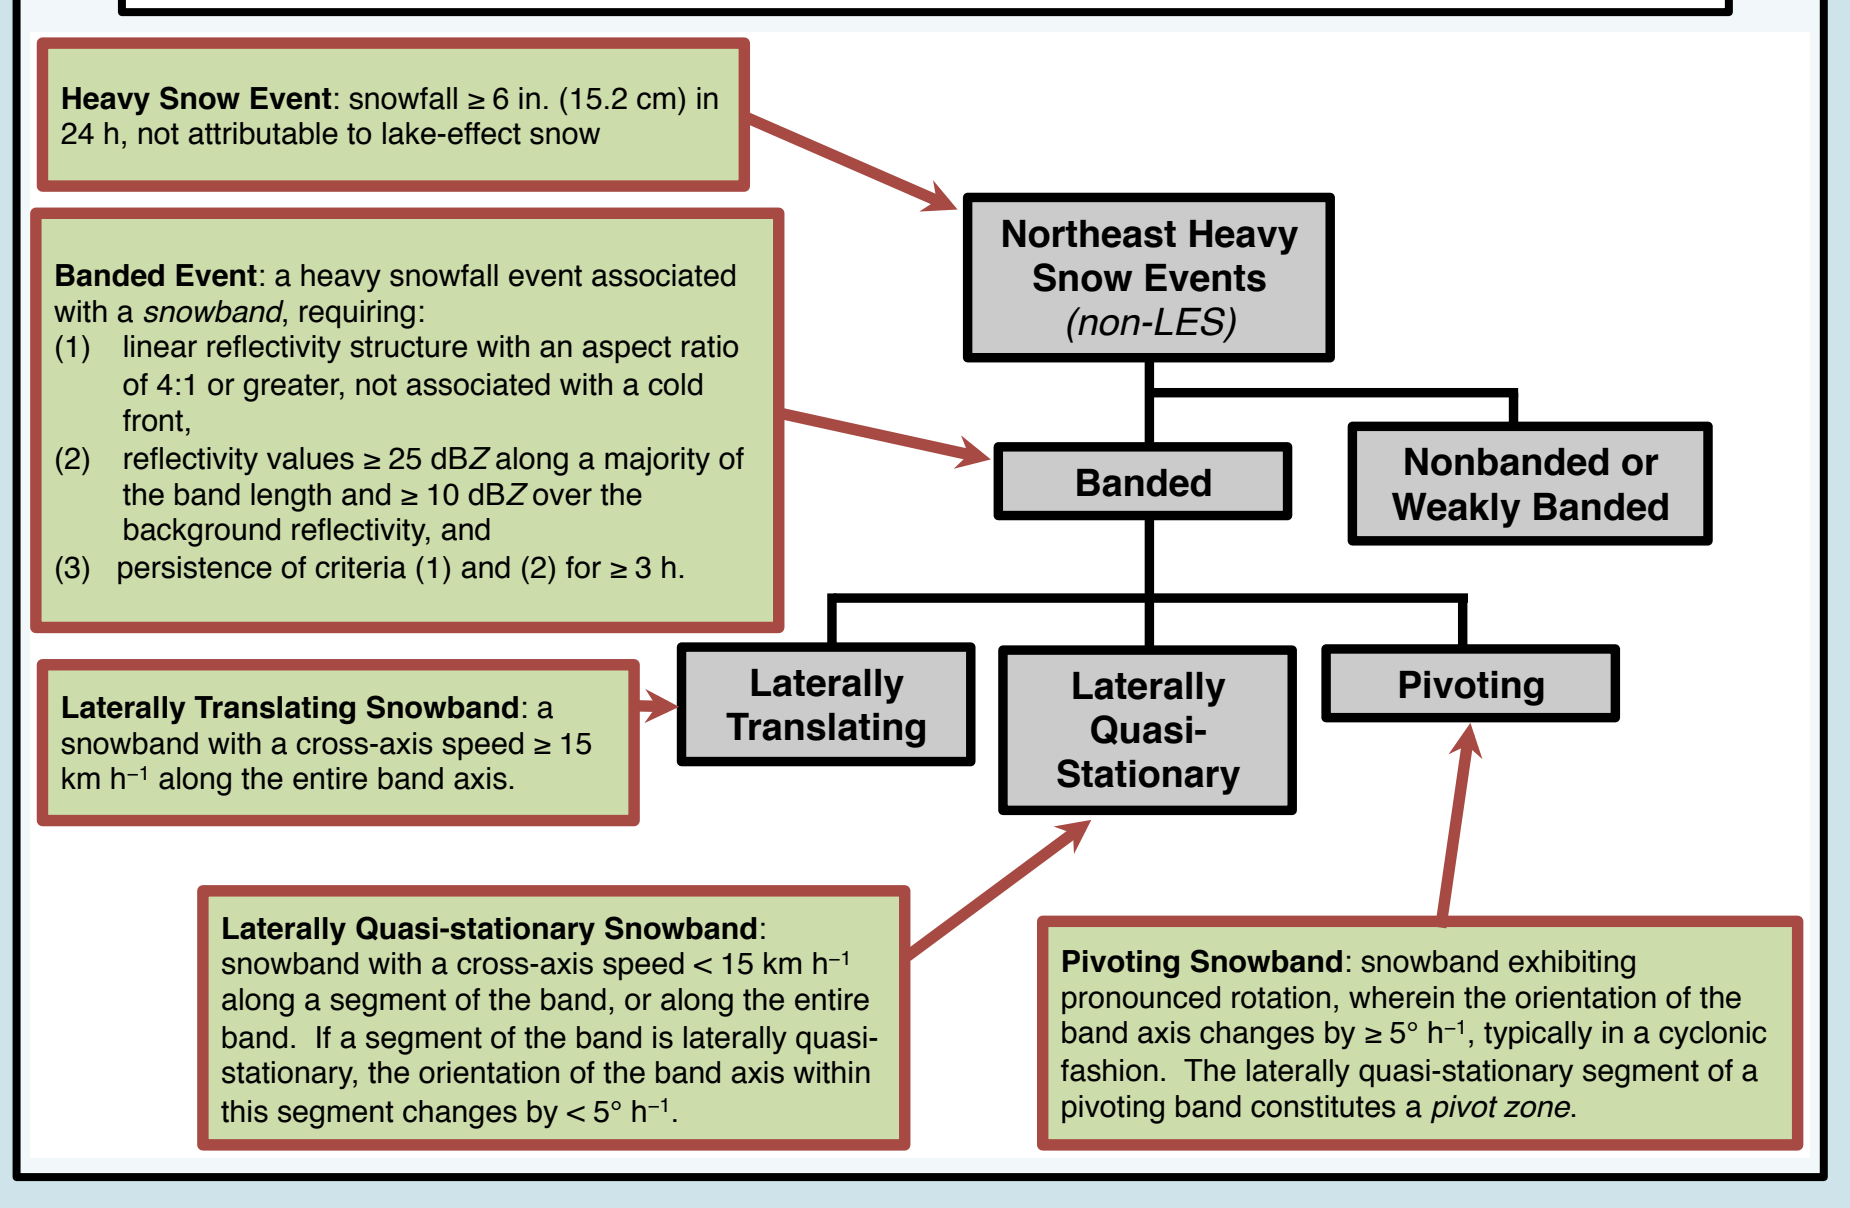 Heavy Snow Event: snowfall ≥ 6 in. (15.2 cm) in
24 h, not attributable to lake-effect snow
Northeast Heavy
Snow Events
(non-LES)
Banded Event: a heavy snowfall event associated
with a snowband, requiring:
(1) linear reflectivity structure with an aspect ratio
of 4:1 or greater, not associated with a cold
front,
(2) reflectivity values ≥ 25 dBZ along a majority of
the band length and ≥ 10 dBZ over the
background reflectivity, and
(3) persistence of criteria (1) and (2) for ≥ 3 h.
Banded
Nonbanded or
Weakly Banded
Laterally Translating Snowband: a
snowband with a cross-axis speed ≥ 15
km h⁻¹ along the entire band axis.
Laterally
Translating
Laterally
Quasi-
Stationary
Pivoting
Laterally Quasi-stationary Snowband:
snowband with a cross-axis speed < 15 km h⁻¹
along a segment of the band, or along the entire
band. If a segment of the band is laterally quasi-
stationary, the orientation of the band axis within
this segment changes by < 5° h⁻¹.
Pivoting Snowband: snowband exhibiting
pronounced rotation, wherein the orientation of the
band axis changes by ≥ 5° h⁻¹, typically in a cyclonic
fashion. The laterally quasi-stationary segment of a
pivoting band constitutes a pivot zone.